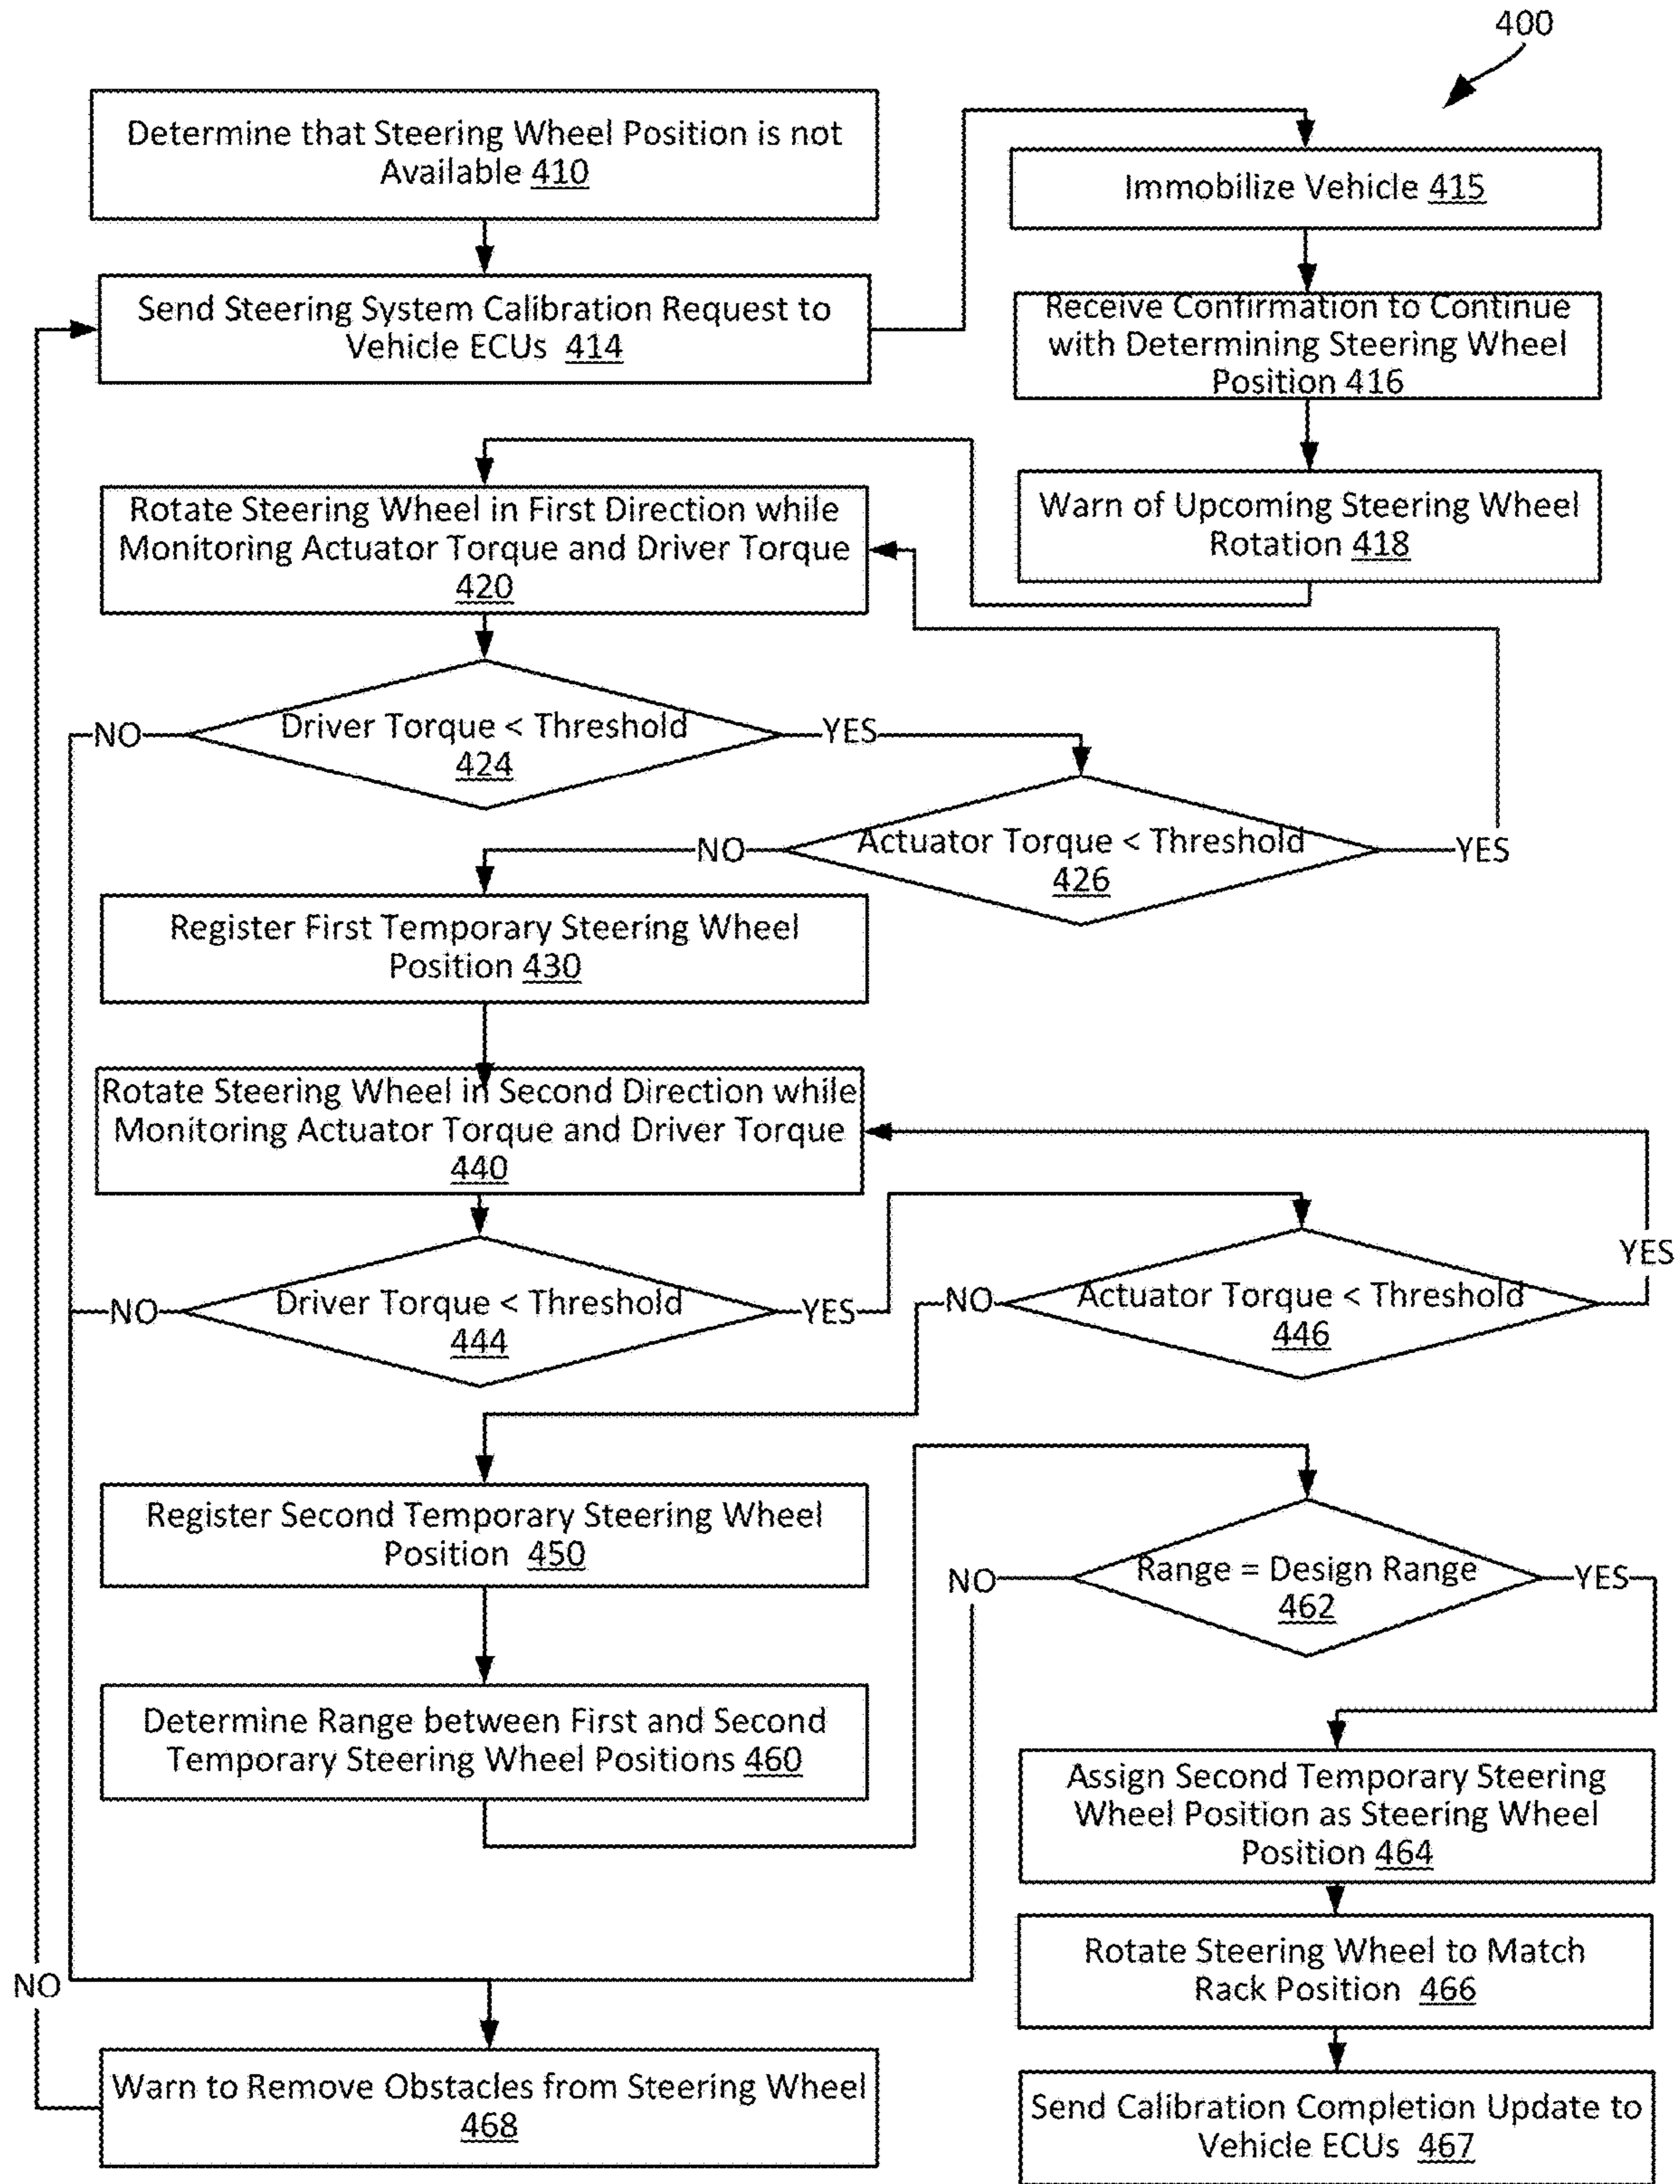 400
Determine that Steering Wheel Position is not
Available 410
Immobilize Vehicle 415
Send Steering System Calibration Request to
Vehicle ECUs 414
Receive Confirmation to Continue
with Determining Steering Wheel
Position 416
Warn of Upcoming Steering Wheel
Rotation 418
Rotate Steering Wheel in First Direction while
Monitoring Actuator Torque and Driver Torque
420
NO
Driver Torque < Threshold
424
YES
NO
Actuator Torque < Threshold
426
YES
Register First Temporary Steering Wheel
Position 430
Rotate Steering Wheel in Second Direction while
Monitoring Actuator Torque and Driver Torque
440
NO
Driver Torque < Threshold
444
YES
NO
Actuator Torque < Threshold
446
YES
Register Second Temporary Steering Wheel
Position 450
NO
Range = Design Range
462
YES
Determine Range between First and Second
Temporary Steering Wheel Positions 460
Assign Second Temporary Steering
Wheel Position as Steering Wheel
Position 464
Rotate Steering Wheel to Match
Rack Position 466
NO
Warn to Remove Obstacles from Steering Wheel
468
Send Calibration Completion Update to
Vehicle ECUs 467